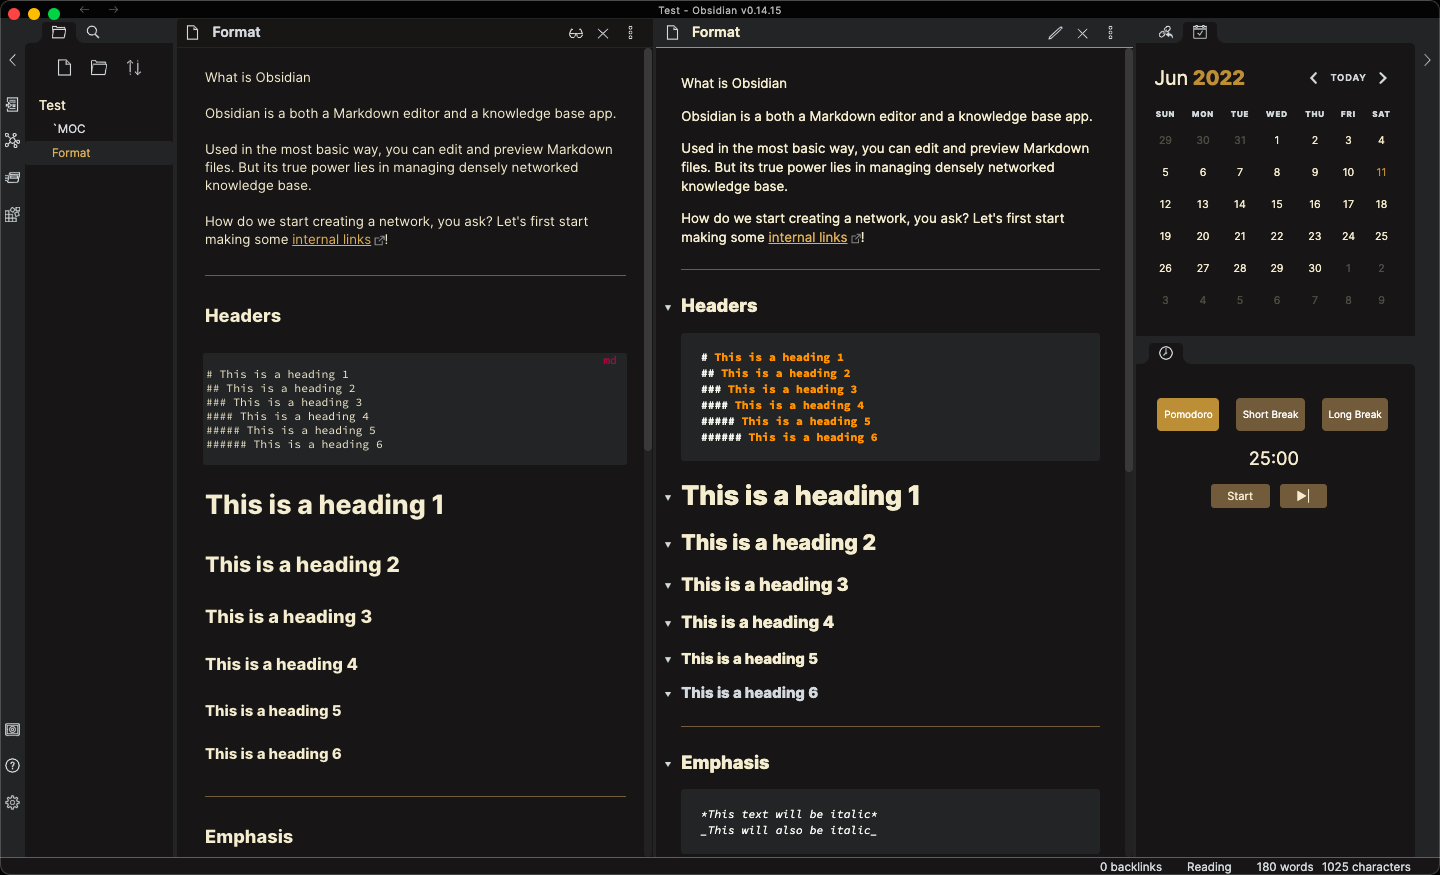 Test - Obsidian v0.14.15
Test
`MOC
Format
Format
What is Obsidian
Obsidian is a both a Markdown editor and a knowledge base app.
Used in the most basic way, you can edit and preview Markdown
files. But its true power lies in managing densely networked
knowledge base.
How do we start creating a network, you ask? Let's first start
making some internal links!
Headers
md
# This is a heading 1
## This is a heading 2
### This is a heading 3
#### This is a heading 4
##### This is a heading 5
###### This is a heading 6
This is a heading 1
This is a heading 2
This is a heading 3
This is a heading 4
This is a heading 5
This is a heading 6
Emphasis
Format
What is Obsidian
Obsidian is a both a Markdown editor and a knowledge base app.
Used in the most basic way, you can edit and preview Markdown
files. But its true power lies in managing densely networked
knowledge base.
How do we start creating a network, you ask? Let's first start
making some internal links!
Headers
# This is a heading 1
## This is a heading 2
### This is a heading 3
#### This is a heading 4
##### This is a heading 5
###### This is a heading 6
This is a heading 1
This is a heading 2
This is a heading 3
This is a heading 4
This is a heading 5
This is a heading 6
Emphasis
*This text will be italic*
_This will also be italic_
Jun 2022 TODAY
SUN MON TUE WED THU FRI SAT
29 30 31 1 2 3 4
5 6 7 8 9 10 11
12 13 14 15 16 17 18
19 20 21 22 23 24 25
26 27 28 29 30 1 2
3 4 5 6 7 8 9
Pomodoro Short Break Long Break
25:00
Start
0 backlinks Reading 180 words 1025 characters